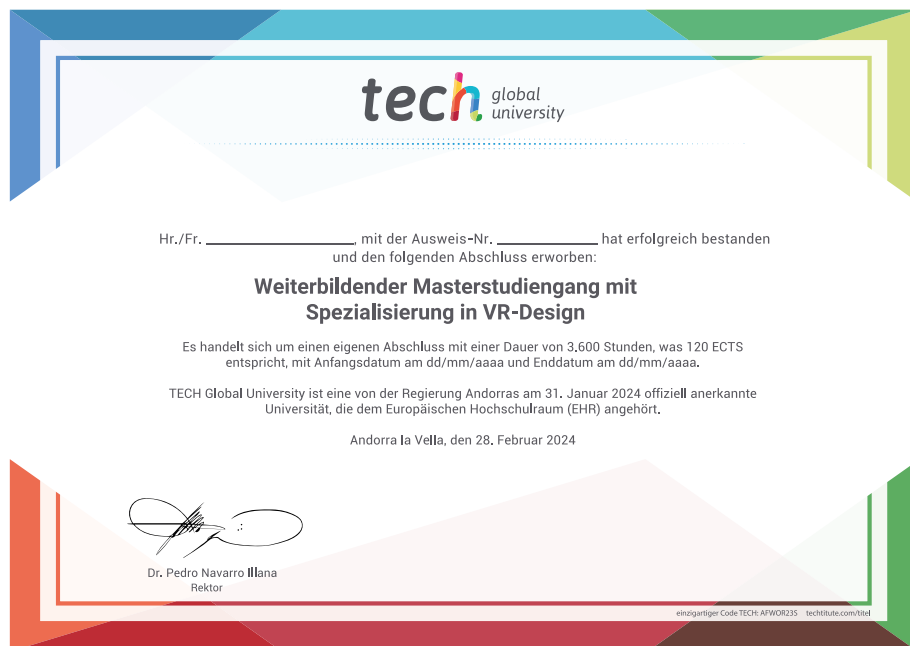 tech global university
Hr./Fr. ____________________, mit der Ausweis-Nr. ______________ hat erfolgreich bestanden
und den folgenden Abschluss erworben:
Weiterbildender Masterstudiengang mit
Spezialisierung in VR-Design
Es handelt sich um einen eigenen Abschluss mit einer Dauer von 3.600 Stunden, was 120 ECTS
entspricht, mit Anfangsdatum am dd/mm/aaaa und Enddatum am dd/mm/aaaa.
TECH Global University ist eine von der Regierung Andorras am 31. Januar 2024 offiziell anerkannte
Universität, die dem Europäischen Hochschulraum (EHR) angehört.
Andorra la Vella, den 28. Februar 2024
Dr. Pedro Navarro Illana
Rektor
einzigartiger Code TECH: AFWOR235 techtitute.com/titel